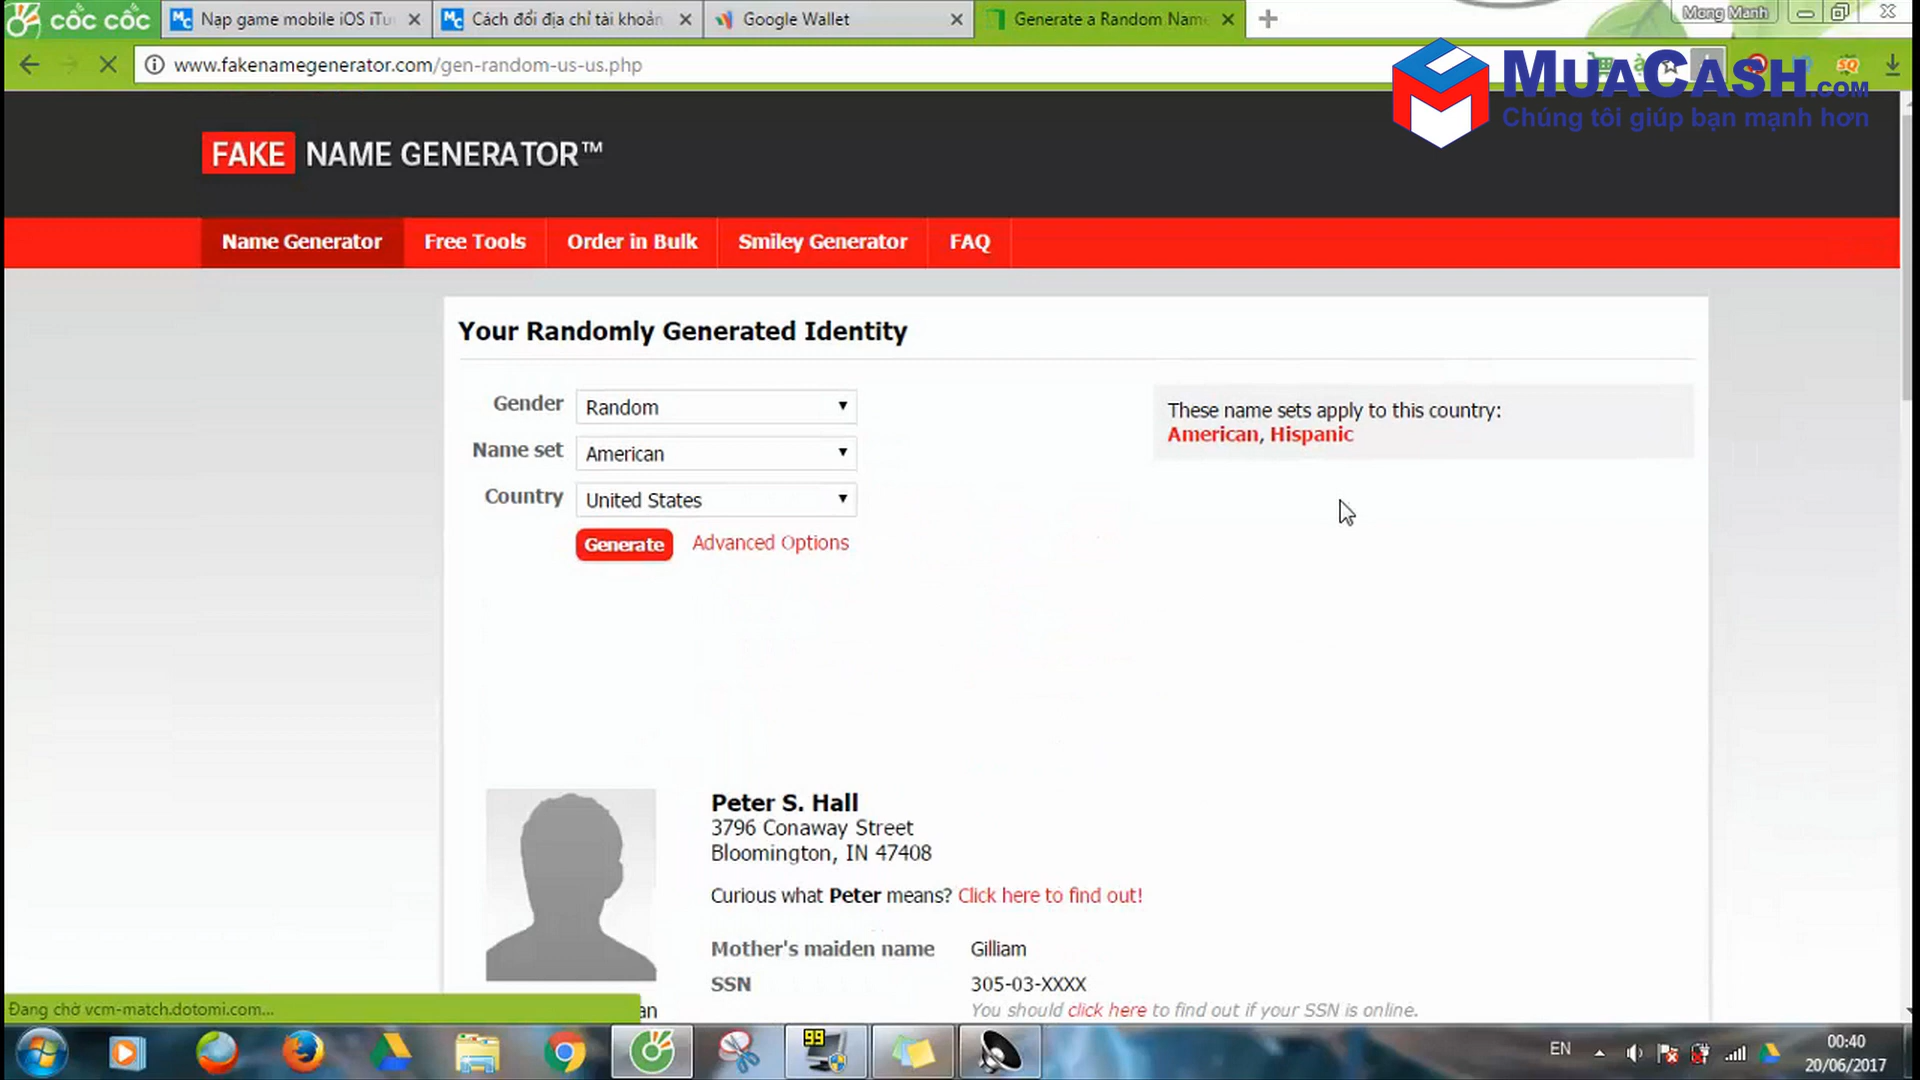 cốc cốc
Nạp game mobile iOS iTu
Cách đổi địa chỉ tài khoản
Google Wallet
Generate a Random Name
Mong Manh
www.fakenamegenerator.com/gen-random-us-us.php
MUACASH.COM
Chúng tôi giúp bạn mạnh hơn
FAKE NAME GENERATOR™
Name Generator
Free Tools
Order in Bulk
Smiley Generator
FAQ
Your Randomly Generated Identity
Gender
Random
These name sets apply to this country:
American, Hispanic
Name set
American
Country
United States
Generate
Advanced Options
Peter S. Hall
3796 Conaway Street
Bloomington, IN 47408
Curious what Peter means? Click here to find out!
Mother's maiden name
Gilliam
SSN
305-03-XXXX
You should click here to find out if your SSN is online.
Đang chờ vcm-match.dotomi.com...
an
99
EN
00:40
20/06/2017